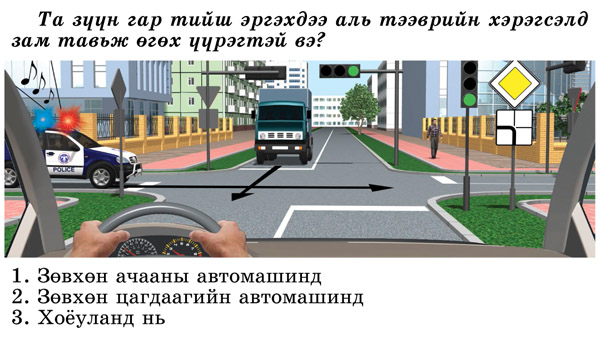 Та зүүн гар тийш эргэхдээ аль тээврийн хэрэгсэлд
зам тавьж өгөх үүрэгтэй вэ?
POLICE
1. Зөвхөн ачааны автомашинд
2. Зөвхөн цагдаагийн автомашинд
3. Хоёуланд нь